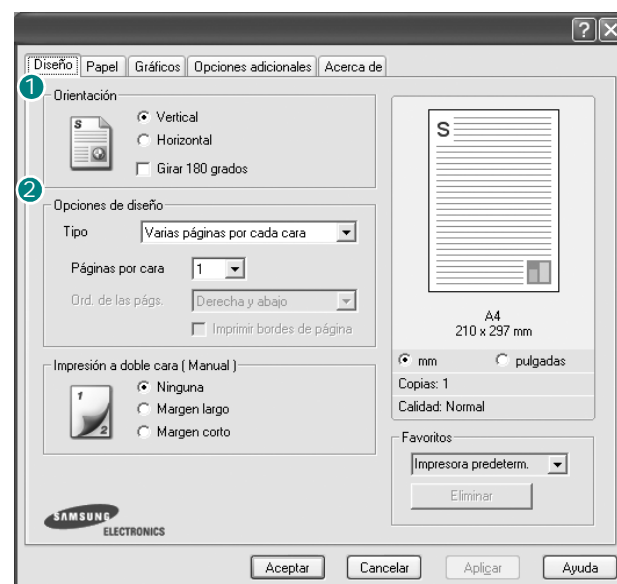 Diseño Papel Gráficos Opciones adicionales Acerca de
1
Orientación
S
Vertical
Horizontal
Girar 180 grados
2
Opciones de diseño
Tipo Varias páginas por cada cara
Páginas por cara 1
Ord. de las págs. Derecha y abajo
Imprimir bordes de página
Impresión a doble cara ( Manual )
1
2
Ninguna
Margen largo
Margen corto
SAMSUNG
ELECTRONICS
S
A4
210 x 297 mm
mm pulgadas
Copias: 1
Calidad: Normal
Favoritos
Impresora predeterm.
Eliminar
Aceptar Cancelar Aplicar Ayuda